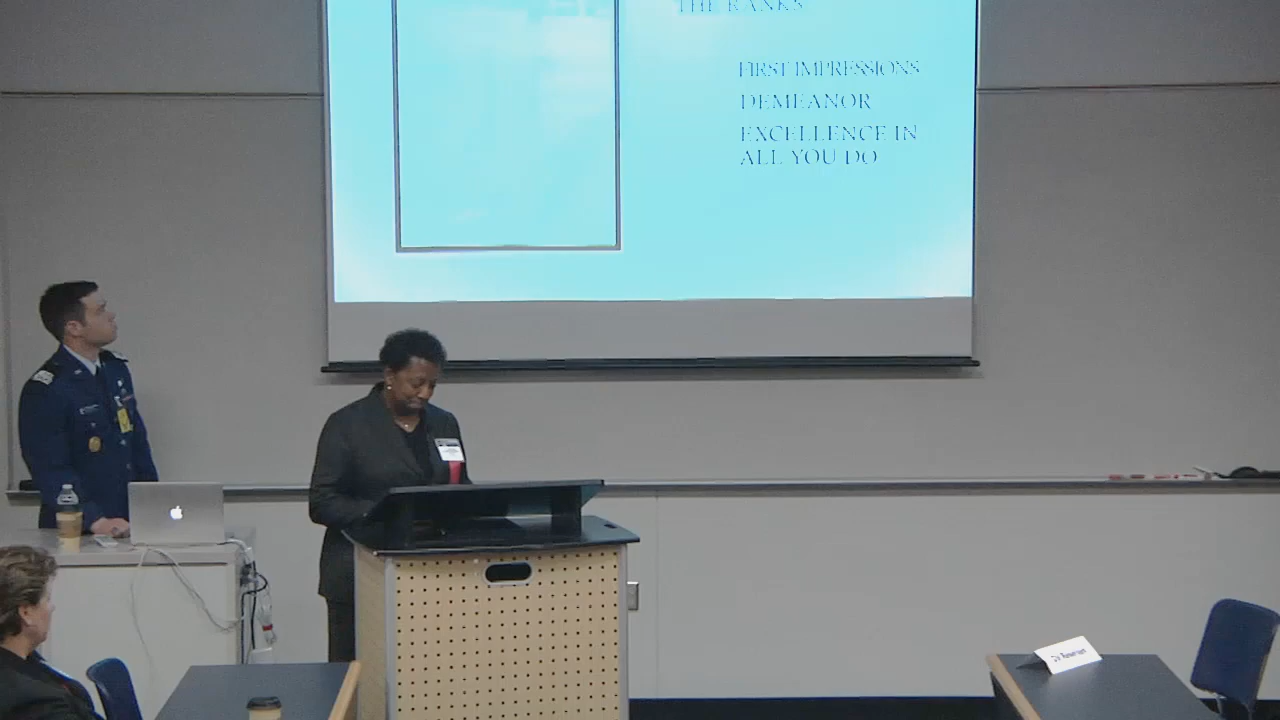 THE RANKS
FIRST IMPRESSIONS
DEMEANOR
EXCELLENCE IN
ALL YOU DO